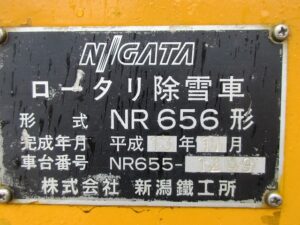 NIIGATA
ロータリ除雪車
形式 NR656形
完成年月 平成 年 月
車台番号 NR655-
株式会社 新潟鐵工所